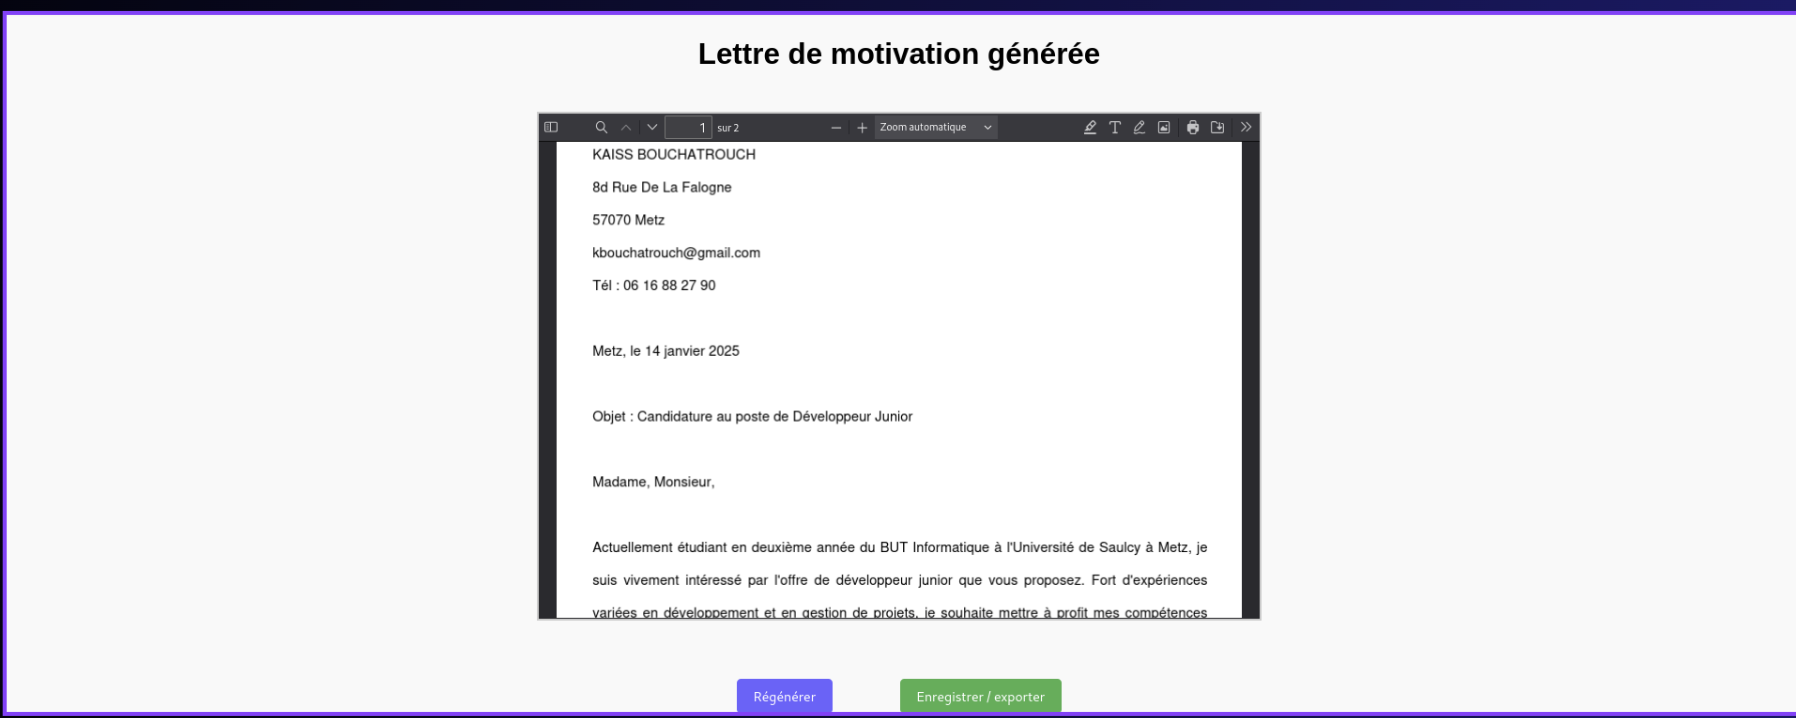 Lettre de motivation générée
1 sur 2 Zoom automatique
KAISS BOUCHATROUCH
8d Rue De La Falogne
57070 Metz
kbouchatrouch@gmail.com
Tél : 06 16 88 27 90
Metz, le 14 janvier 2025
Objet : Candidature au poste de Développeur Junior
Madame, Monsieur,
Actuellement étudiant en deuxième année du BUT Informatique à l'Université de Saulcy à Metz, je
suis vivement intéressé par l'offre de développeur junior que vous proposez. Fort d'expériences
variées en développement et en gestion de projets, je souhaite mettre à profit mes compétences
Régénérer Enregistrer / exporter